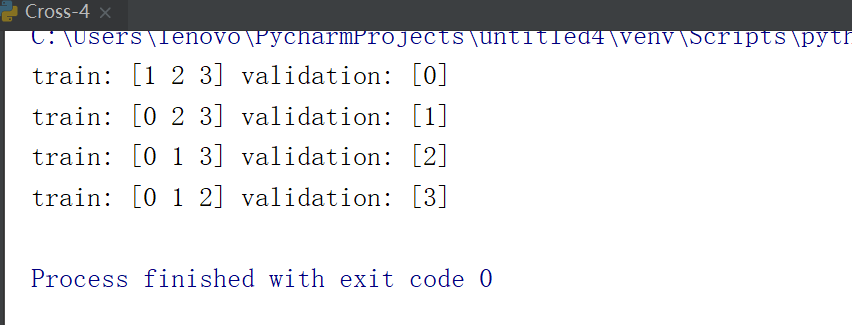 Cross-4
C:\Users\lenovo\PycharmProjects\untitled4\venv\Scripts\pyth
train: [1 2 3] validation: [0]
train: [0 2 3] validation: [1]
train: [0 1 3] validation: [2]
train: [0 1 2] validation: [3]
Process finished with exit code 0